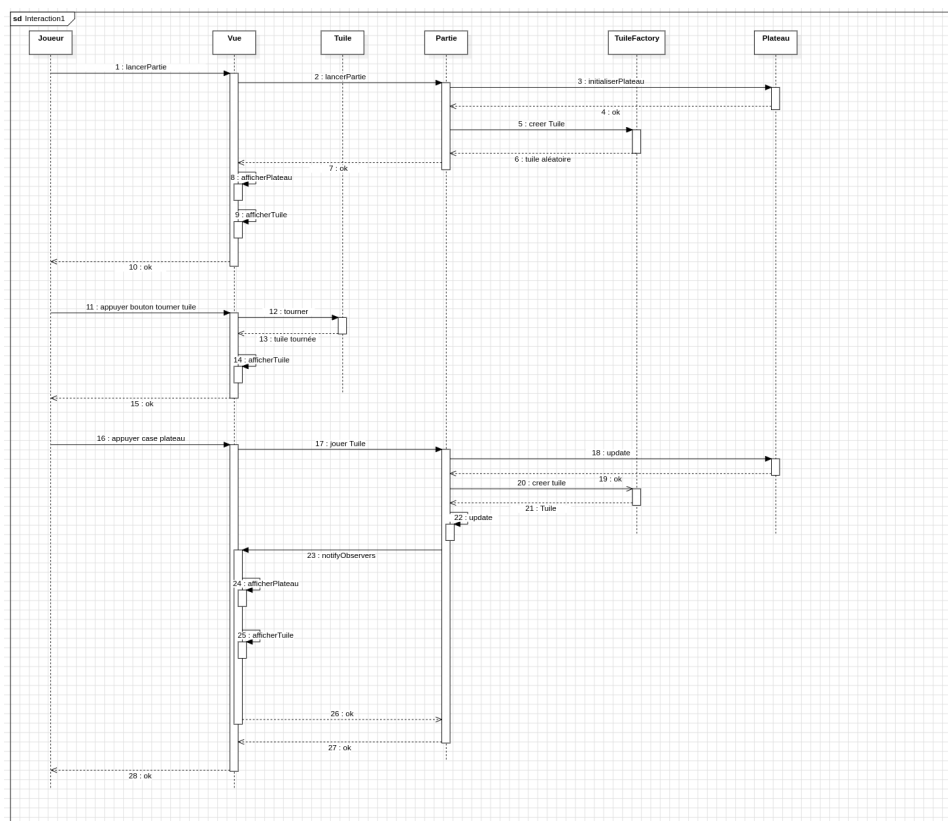 sd Interaction1
Joueur
Vue
Tuile
Partie
TuileFactory
Plateau
1 : lancerPartie
2 : lancerPartie
3 : initialiserPlateau
4 : ok
5 : creer Tuile
6 : tuile aléatoire
7 : ok
8 : afficherPlateau
9 : afficherTuile
10 : ok
11 : appuyer bouton tourner tuile
12 : tourner
13 : tuile tournée
14 : afficherTuile
15 : ok
16 : appuyer case plateau
17 : jouer Tuile
18 : update
19 : ok
20 : creer tuile
21 : Tuile
22 : update
23 : notifyObservers
24 : afficherPlateau
25 : afficherTuile
26 : ok
27 : ok
28 : ok